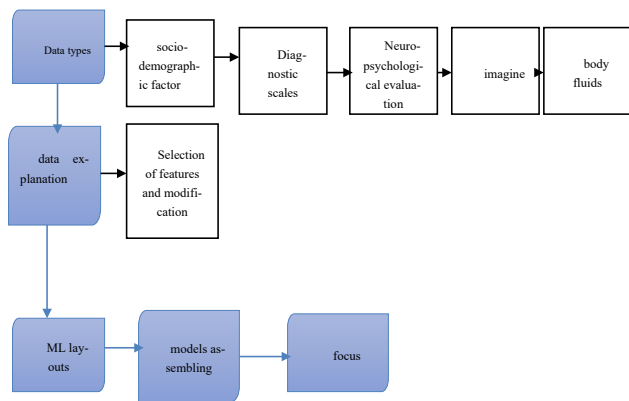 Data types
socio-
demograph-
ic factor
Diag-
nostic
scales
Neuro-
psychologi-
cal evalua-
tion
imagine
body
fluids
data ex-
planation
Selection
of features
and modifi-
cation
ML lay-
outs
models as-
sembling
focus